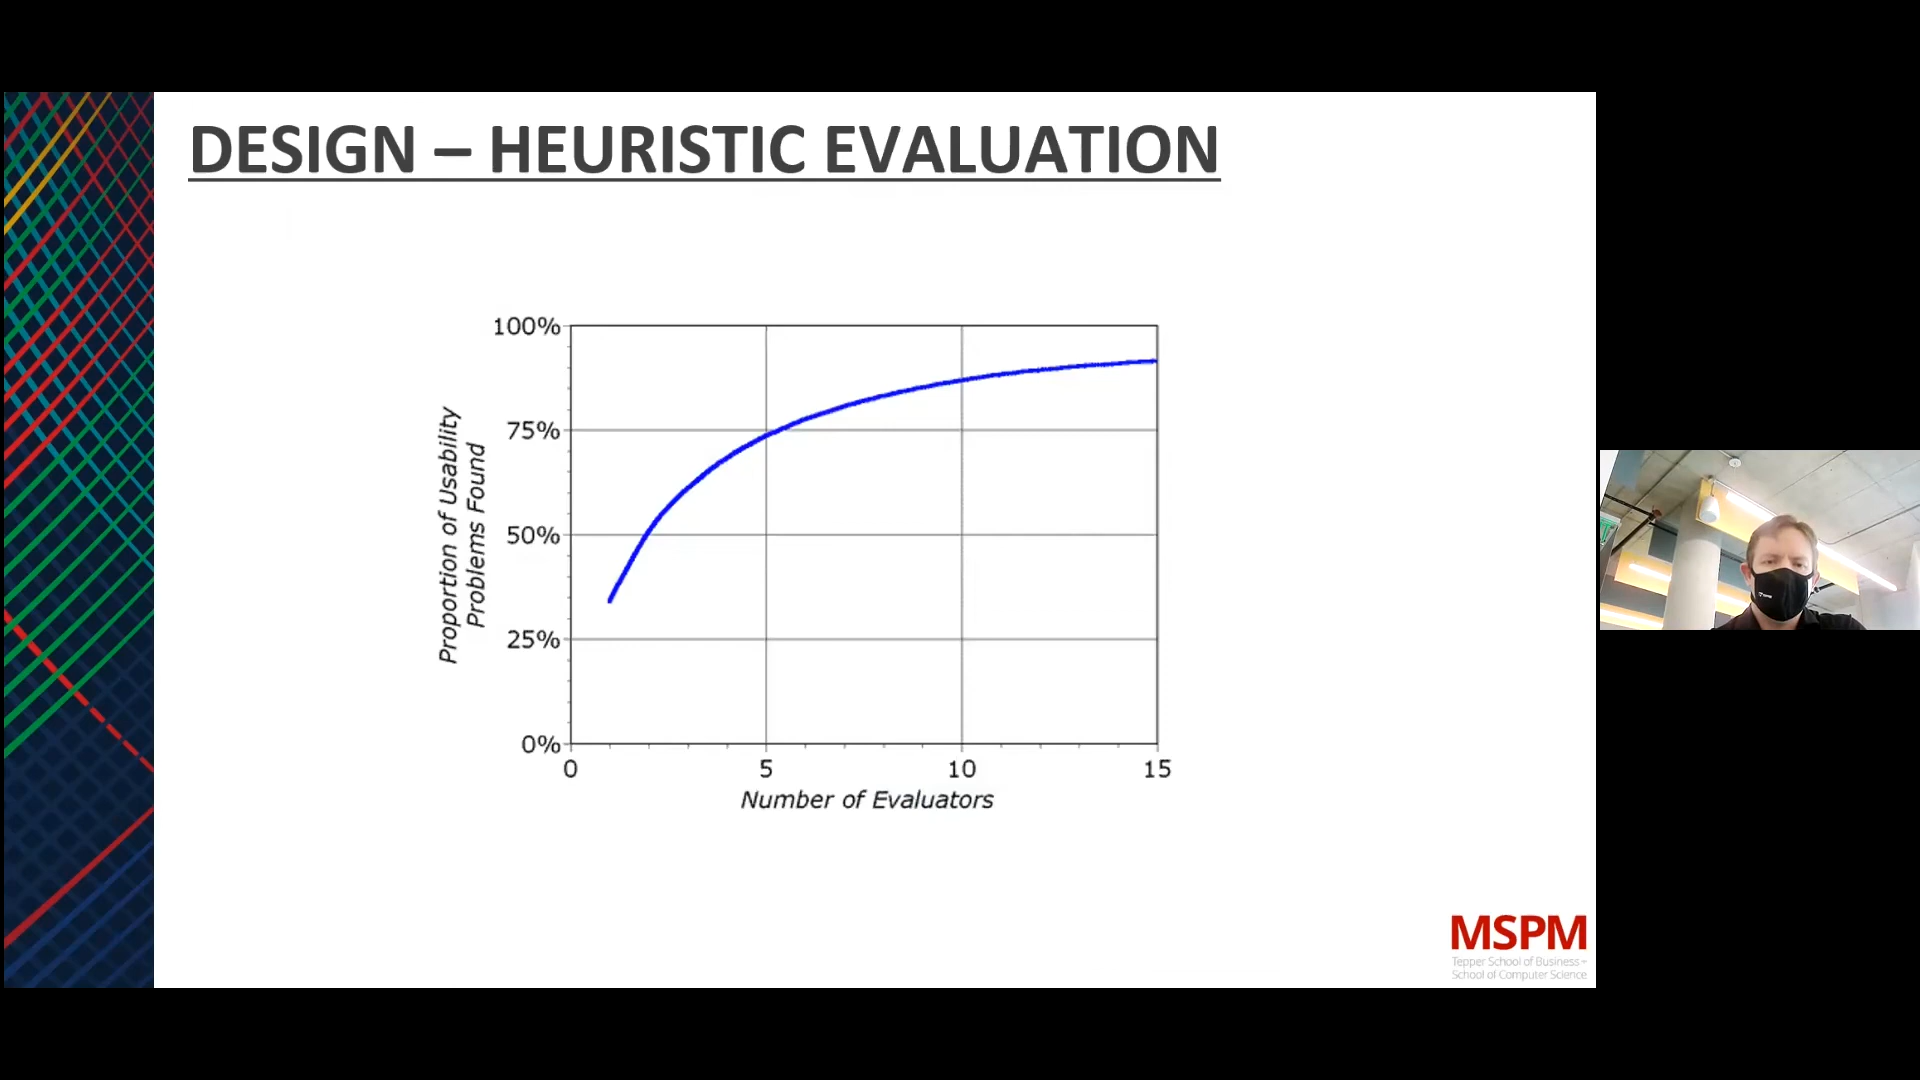 DESIGN – HEURISTIC EVALUATION
100%
75%
50%
25%
0%
Proportion of Usability
Problems Found
0 5 10 15
Number of Evaluators
MSPM
Tepper School of Business –
School of Computer Science